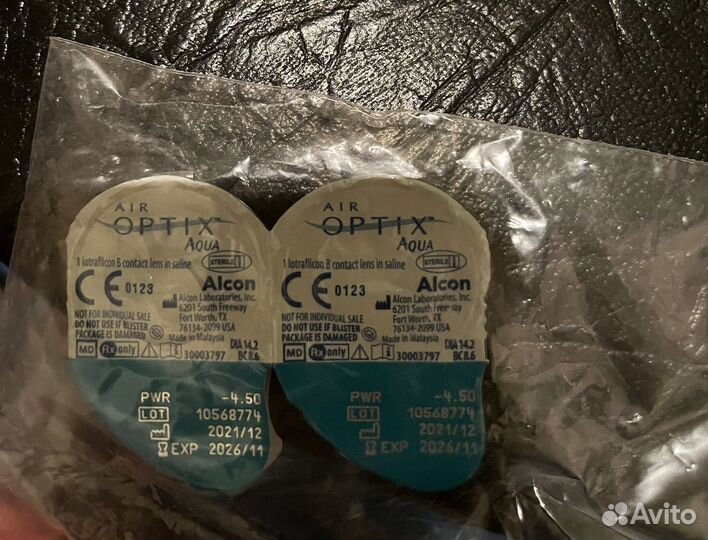 AIR
OPTIX™
AQUA
1 lotrafilcon B contact lens in saline
STERILE
CE 0123
Alcon
Alcon Laboratories, Inc.
6201 South Freeway
Fort Worth, TX
76134-2099 USA
Made in Malaysia
NOT FOR INDIVIDUAL SALE
DO NOT USE IF BLISTER
PACKAGE IS DAMAGED
DIA 14.2
BC 8.6
MD Rx only 30003797
PWR -4.50
LOT 10568774
2021/12
EXP 2026/11
AIR
OPTIX™
AQUA
1 lotrafilcon B contact lens in saline
STERILE
CE 0123
Alcon
Alcon Laboratories, Inc.
6201 South Freeway
Fort Worth, TX
76134-2099 USA
Made in Malaysia
NOT FOR INDIVIDUAL SALE
DO NOT USE IF BLISTER
PACKAGE IS DAMAGED
DIA 14.2
BC 8.6
MD Rx only 30003797
PWR -4.50
LOT 10568774
2021/12
EXP 2026/11
Avito